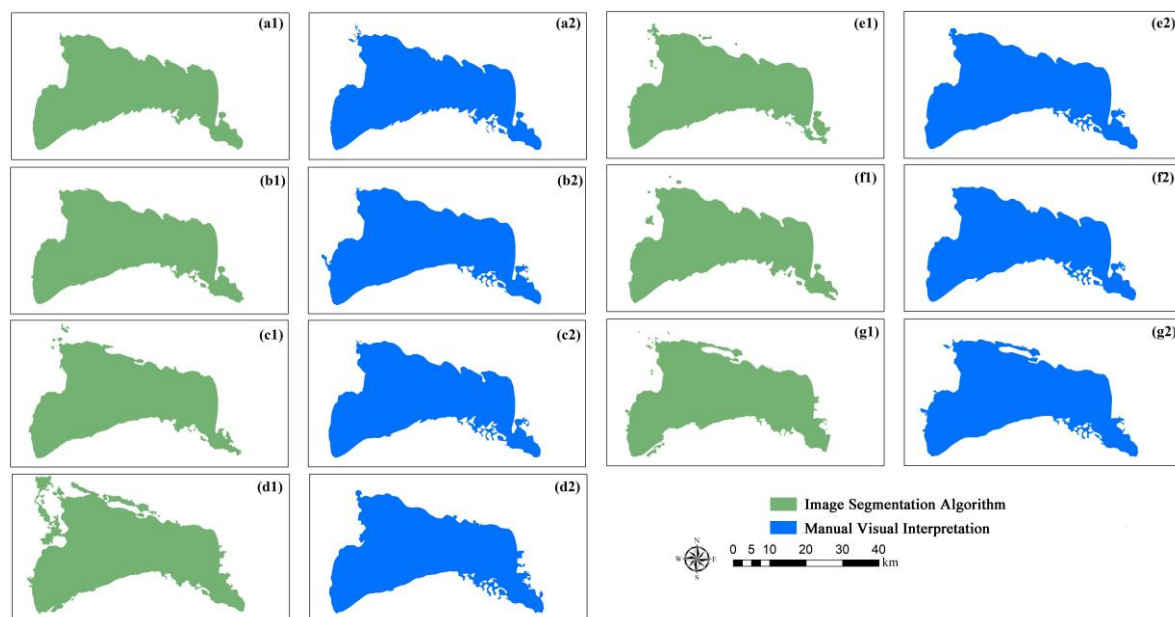 (a1)
(a2)
(e1)
(e2)
(b1)
(b2)
(f1)
(f2)
(c1)
(c2)
(g1)
(g2)
(d1)
(d2)
Image Segmentation Algorithm
Manual Visual Interpretation
N
W E
S
0 5 10 20 30 40
km